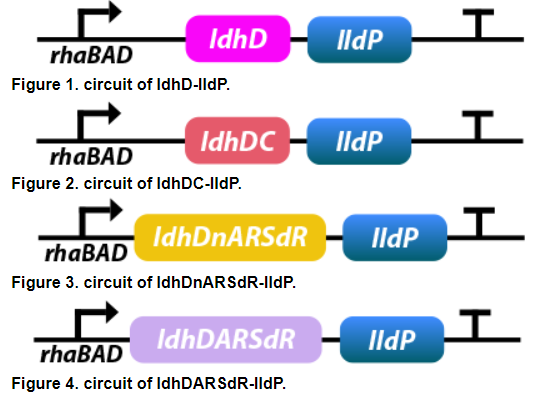 ldhD lldP
rhaBAD
Figure 1. circuit of ldhD-lldP.
ldhDC lldP
rhaBAD
Figure 2. circuit of ldhDC-lldP.
ldhDnARSdR lldP
rhaBAD
Figure 3. circuit of ldhDnARSdR-lldP.
ldhDARSdR lldP
rhaBAD
Figure 4. circuit of ldhDARSdR-lldP.